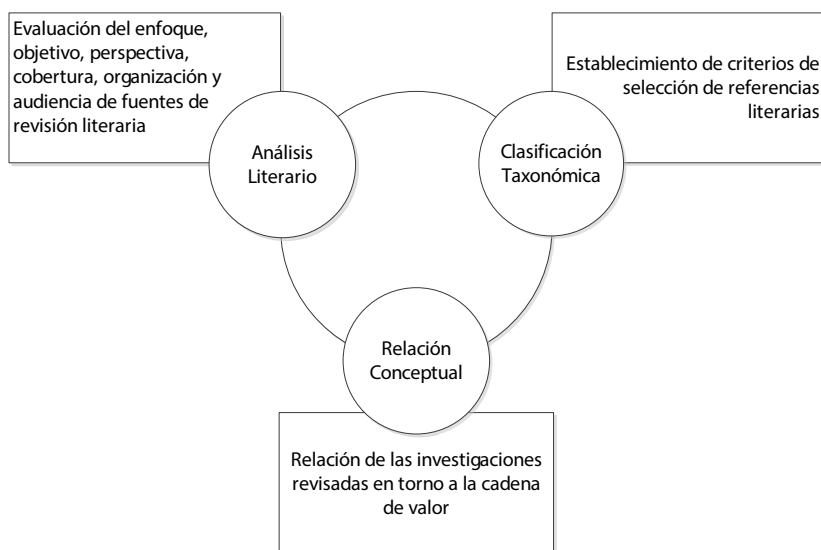 Evaluación del enfoque,
objetivo, perspectiva,
cobertura, organización y
audiencia de fuentes de
revisión literaria
Análisis
Literario
Establecimiento de criterios de
selección de referencias
literarias
Clasificación
Taxonómica
Relación
Conceptual
Relación de las investigaciones
revisadas en torno a la cadena
de valor